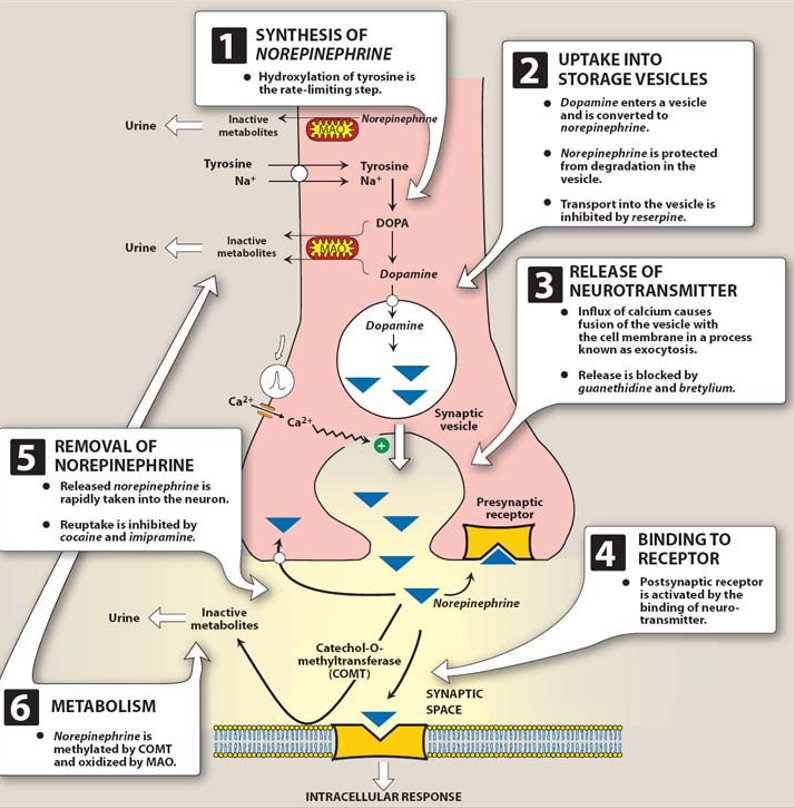 1 SYNTHESIS OF
NOREPINEPHRINE
• Hydroxylation of tyrosine is
the rate-limiting step.
2 UPTAKE INTO
STORAGE VESICLES
• Dopamine enters a vesicle
and is converted to
norepinephrine.
• Norepinephrine is protected
from degradation in the
vesicle.
• Transport into the vesicle is
inhibited by reserpine.
Urine
Inactive
metabolites
MAO
Norepinephrine
Tyrosine
Na+
Tyrosine
Na+
DOPA
Urine
Inactive
metabolites
MAO
Dopamine
Dopamine
3 RELEASE OF
NEUROTRANSMITTER
• Influx of calcium causes
fusion of the vesicle with
the cell membrane in a process
known as exocytosis.
• Release is blocked by
guanethidine and bretylium.
Ca2+
Ca2+
+
Synaptic
vesicle
5 REMOVAL OF
NOREPINEPHRINE
• Released norepinephrine is
rapidly taken into the neuron.
• Reuptake is inhibited by
cocaine and imipramine.
Presynaptic
receptor
4 BINDING TO
RECEPTOR
• Postsynaptic receptor
is activated by the
binding of neuro-
transmitter.
Norepinephrine
Urine
Inactive
metabolites
Catechol-O-
methyltransferase
(COMT)
SYNAPTIC
SPACE
6 METABOLISM
• Norepinephrine is
methylated by COMT
and oxidized by MAO.
INTRACELLULAR RESPONSE